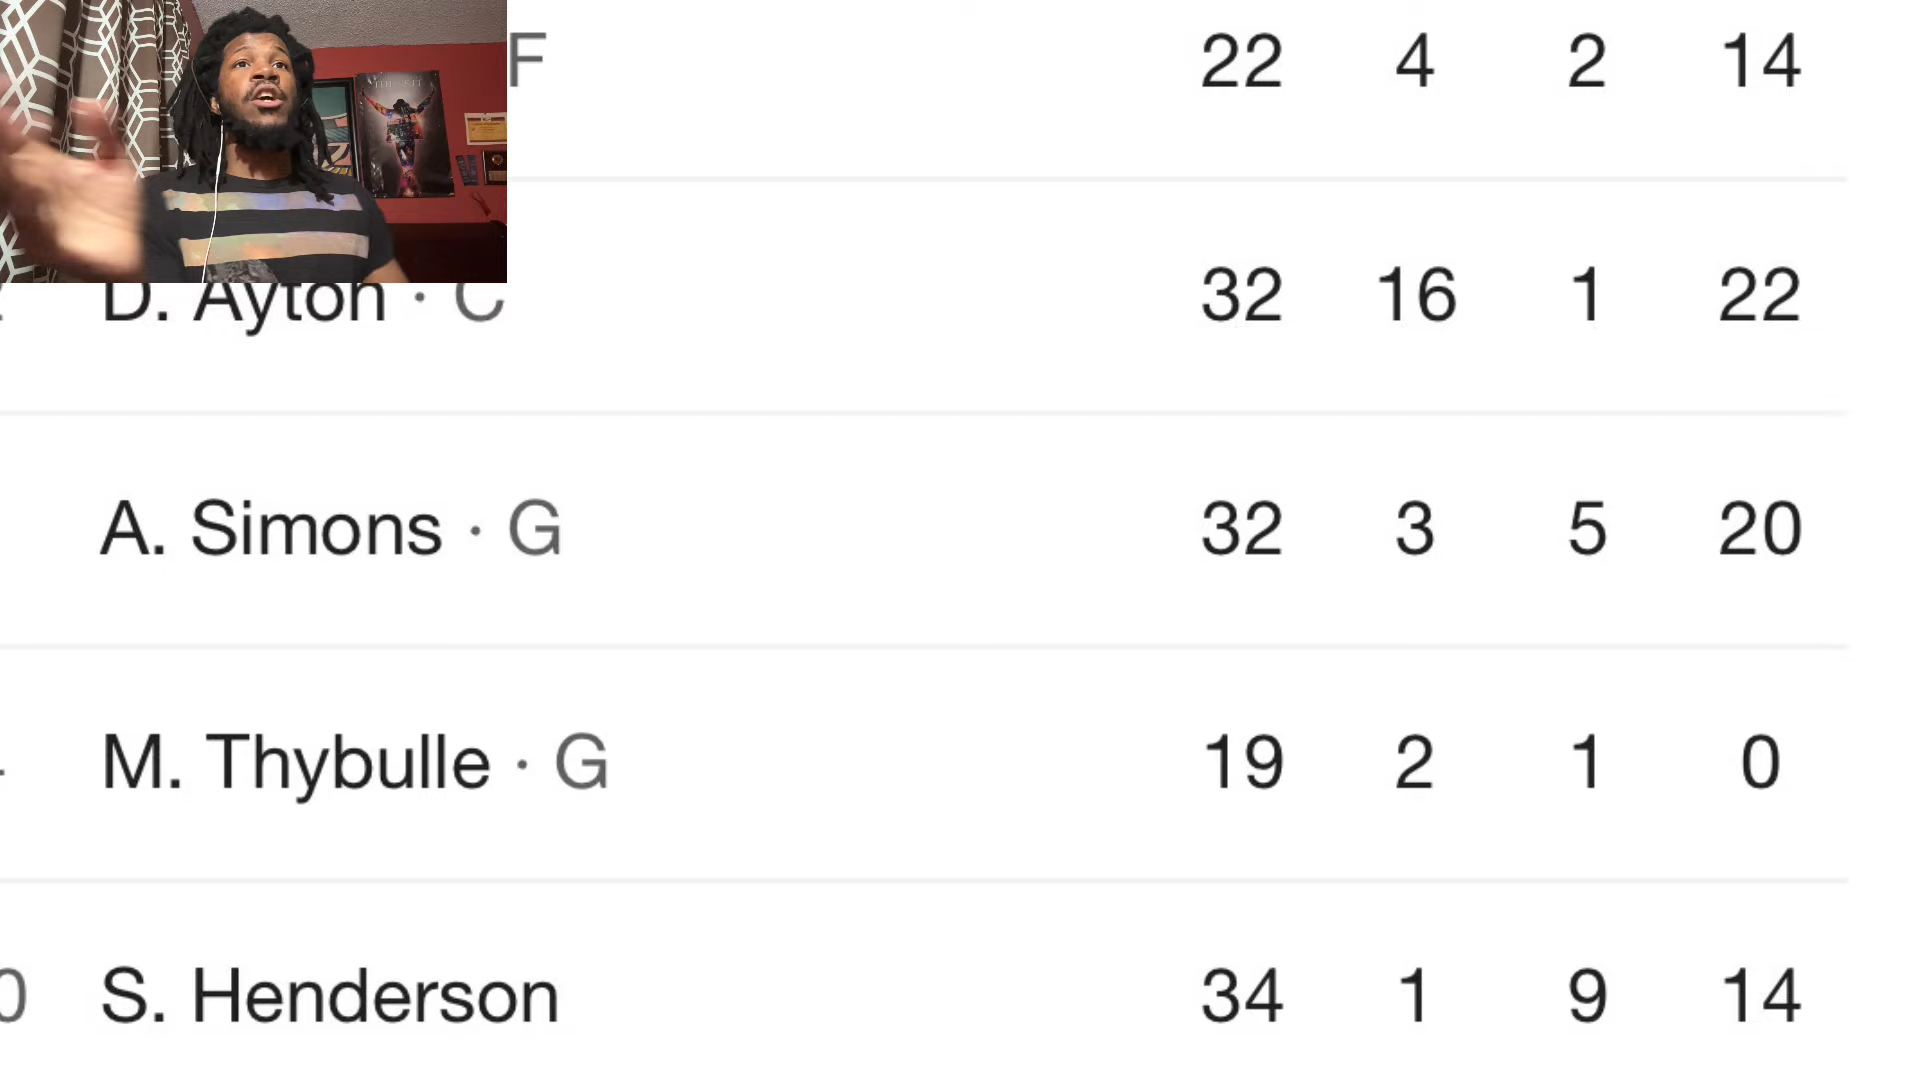 F 22 4 2 14
D. Ayton · C 32 16 1 22
A. Simons · G 32 3 5 20
M. Thybulle · G 19 2 1 0
0 S. Henderson 34 1 9 14